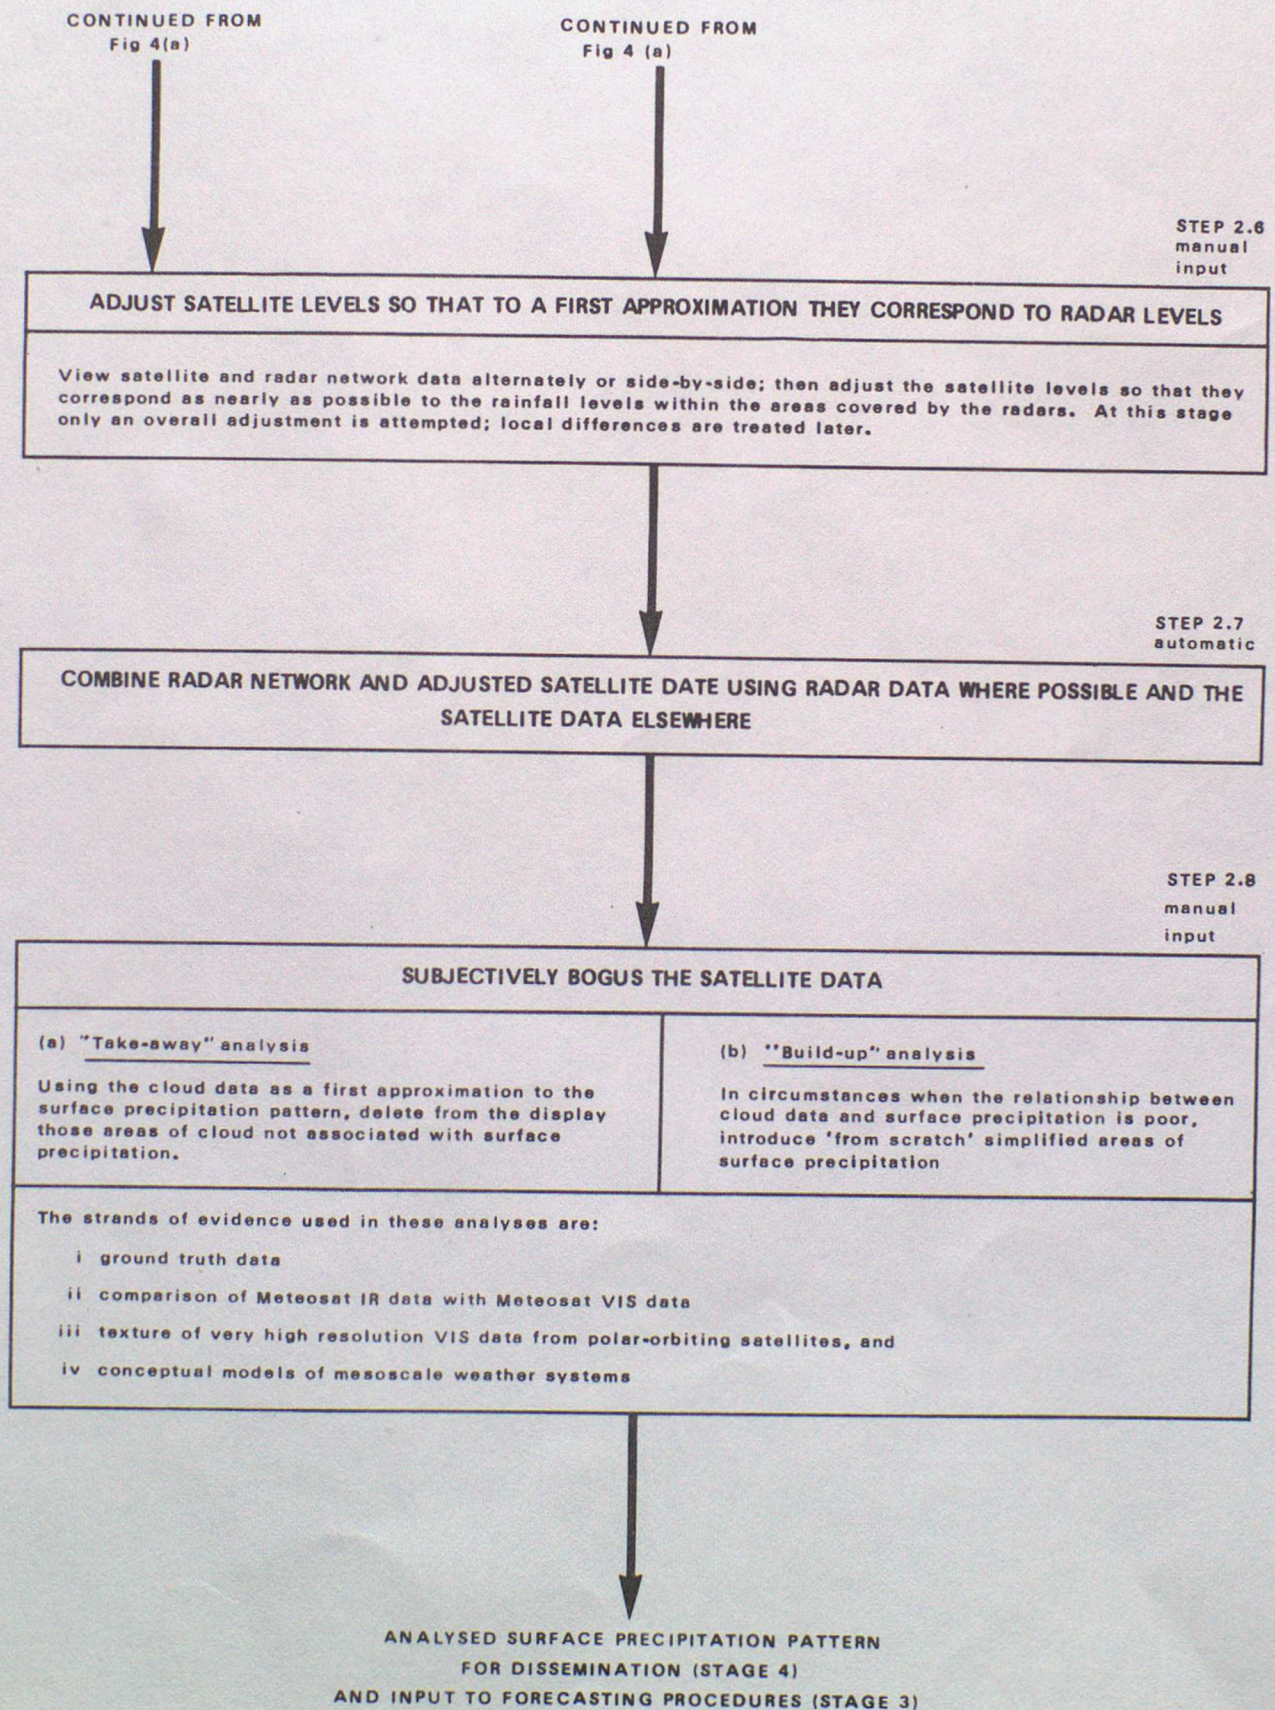 CONTINUED FROM
Fig 4(a)
CONTINUED FROM
Fig 4 (a)
STEP 2.6
manual
input
ADJUST SATELLITE LEVELS SO THAT TO A FIRST APPROXIMATION THEY CORRESPOND TO RADAR LEVELS
View satellite and radar network data alternately or side-by-side; then adjust the satellite levels so that they
correspond as nearly as possible to the rainfall levels within the areas covered by the radars. At this stage
only an overall adjustment is attempted; local differences are treated later.
STEP 2.7
automatic
COMBINE RADAR NETWORK AND ADJUSTED SATELLITE DATE USING RADAR DATA WHERE POSSIBLE AND THE
SATELLITE DATA ELSEWHERE
STEP 2.8
manual
input
SUBJECTIVELY BOGUS THE SATELLITE DATA
(a) "Take-away" analysis
Using the cloud data as a first approximation to the
surface precipitation pattern, delete from the display
those areas of cloud not associated with surface
precipitation.
(b) "Build-up" analysis
In circumstances when the relationship between
cloud data and surface precipitation is poor,
introduce 'from scratch' simplified areas of
surface precipitation
The strands of evidence used in these analyses are:
i ground truth data
ii comparison of Meteosat IR data with Meteosat VIS data
iii texture of very high resolution VIS data from polar-orbiting satellites, and
iv conceptual models of mesoscale weather systems
ANALYSED SURFACE PRECIPITATION PATTERN
FOR DISSEMINATION (STAGE 4)
AND INPUT TO FORECASTING PROCEDURES (STAGE 3)